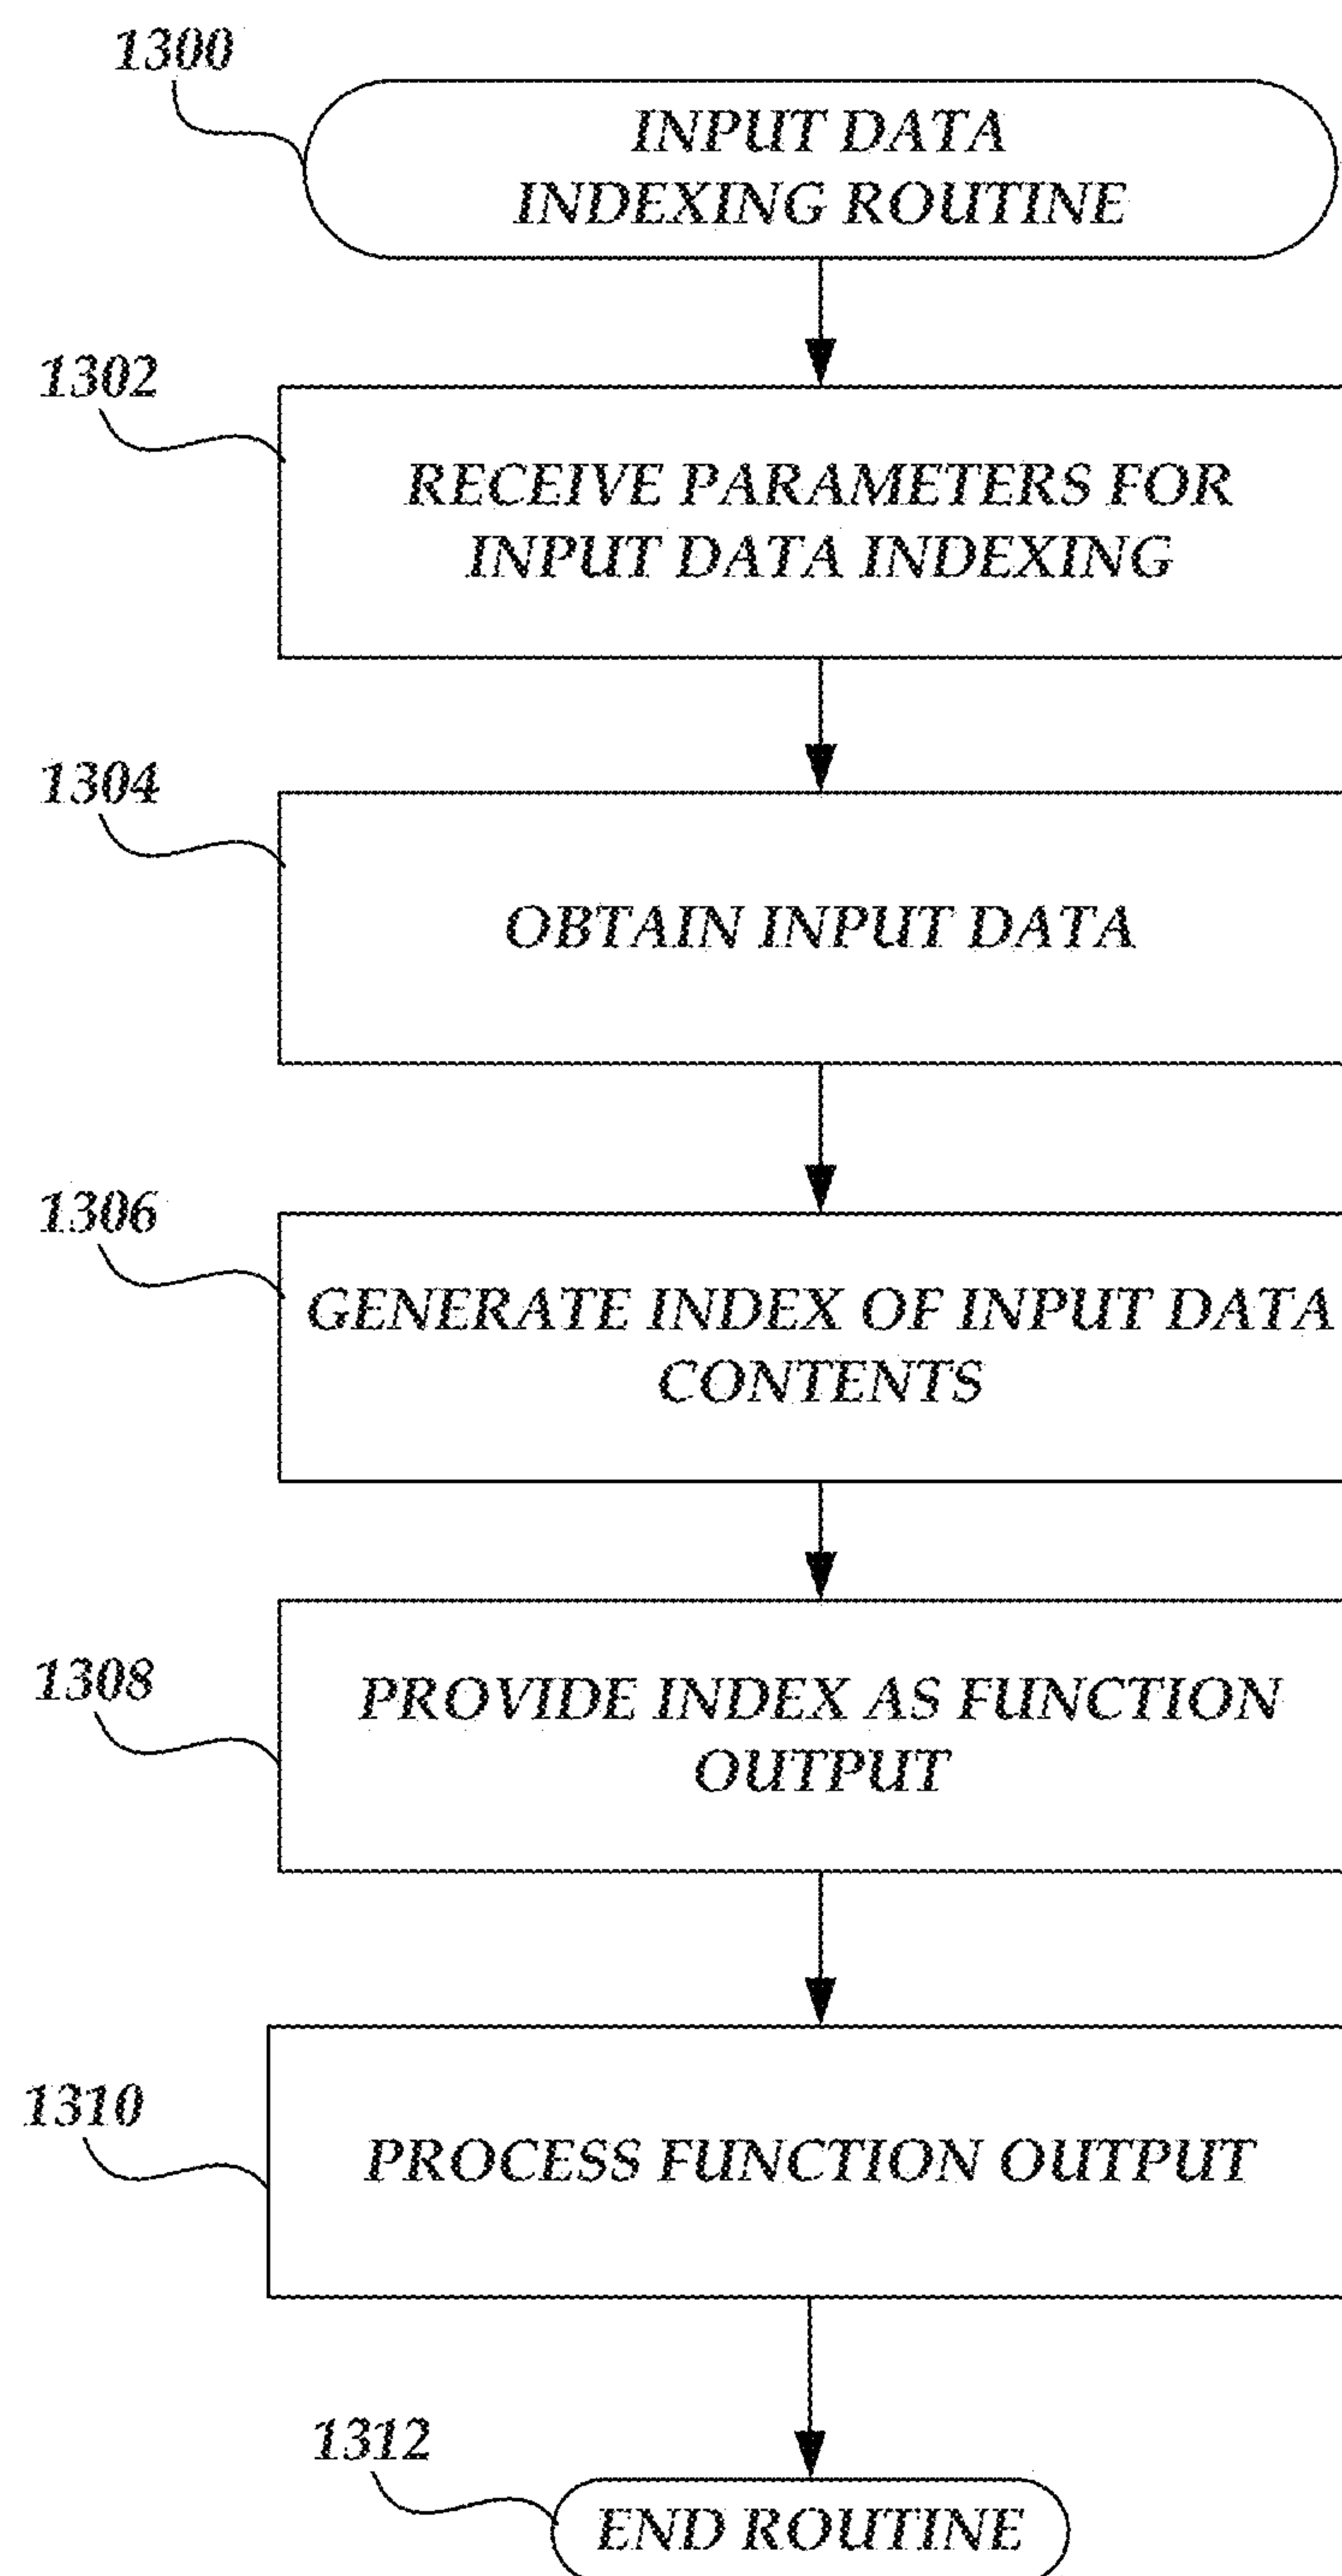 1300
INPUT DATA
INDEXING ROUTINE
1302
RECEIVE PARAMETERS FOR
INPUT DATA INDEXING
1304
OBTAIN INPUT DATA
1306
GENERATE INDEX OF INPUT DATA
CONTENTS
1308
PROVIDE INDEX AS FUNCTION
OUTPUT
1310
PROCESS FUNCTION OUTPUT
1312
END ROUTINE